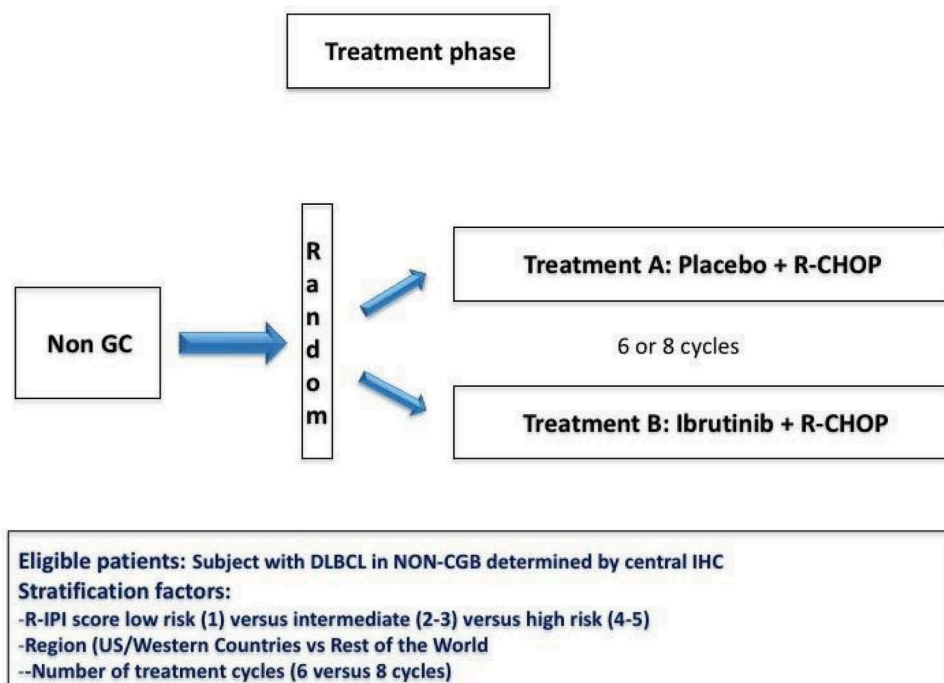 Treatment phase
Non GC
Random
Treatment A: Placebo + R-CHOP
6 or 8 cycles
Treatment B: Ibrutinib + R-CHOP
Eligible patients: Subject with DLBCL in NON-CGB determined by central IHC
Stratification factors:
-R-IPI score low risk (1) versus intermediate (2-3) versus high risk (4-5)
-Region (US/Western Countries vs Rest of the World
--Number of treatment cycles (6 versus 8 cycles)